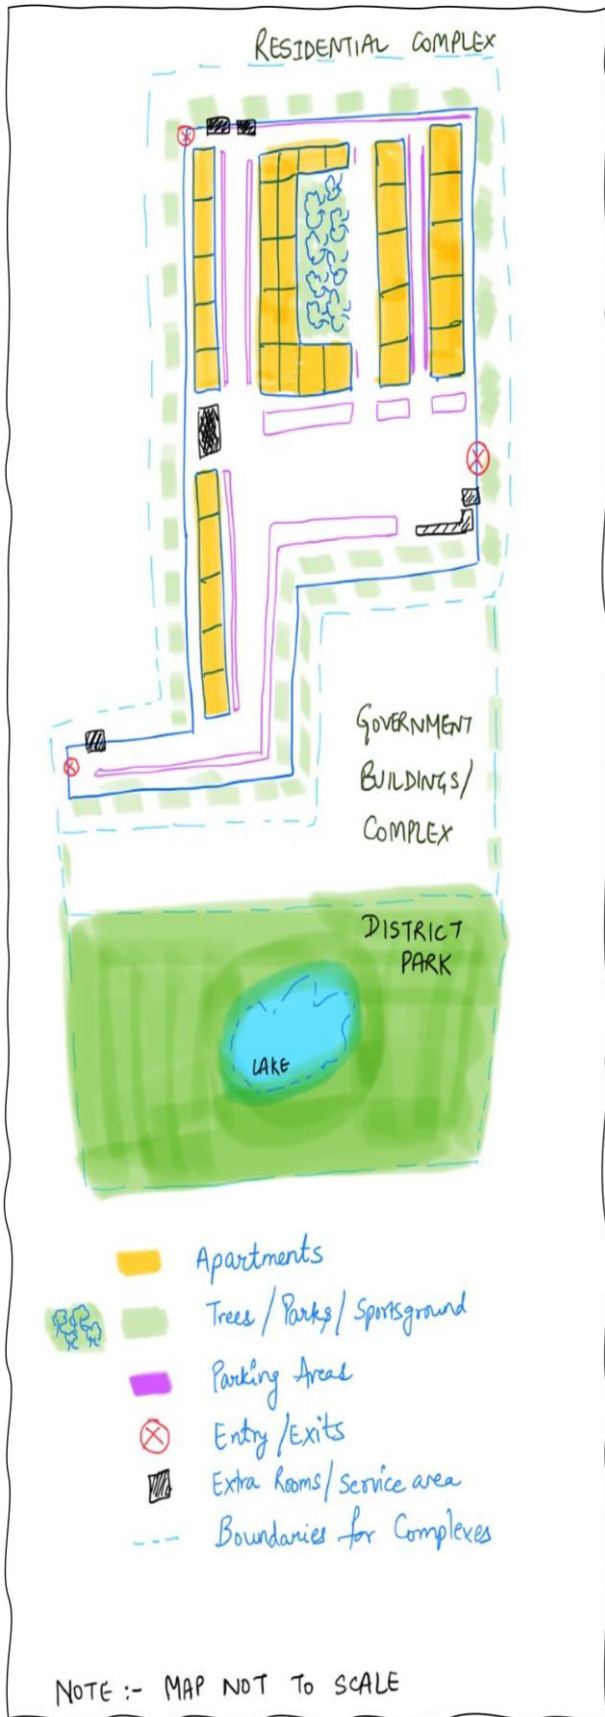 RESIDENTIAL COMPLEX
GOVERNMENT
BUILDINGS/
COMPLEX
DISTRICT
PARK
LAKE
Apartments
Trees / Parks / Sportsground
Parking Areas
Entry / Exits
Extra Rooms / Service area
Boundaries for Complexes
NOTE :- MAP NOT TO SCALE